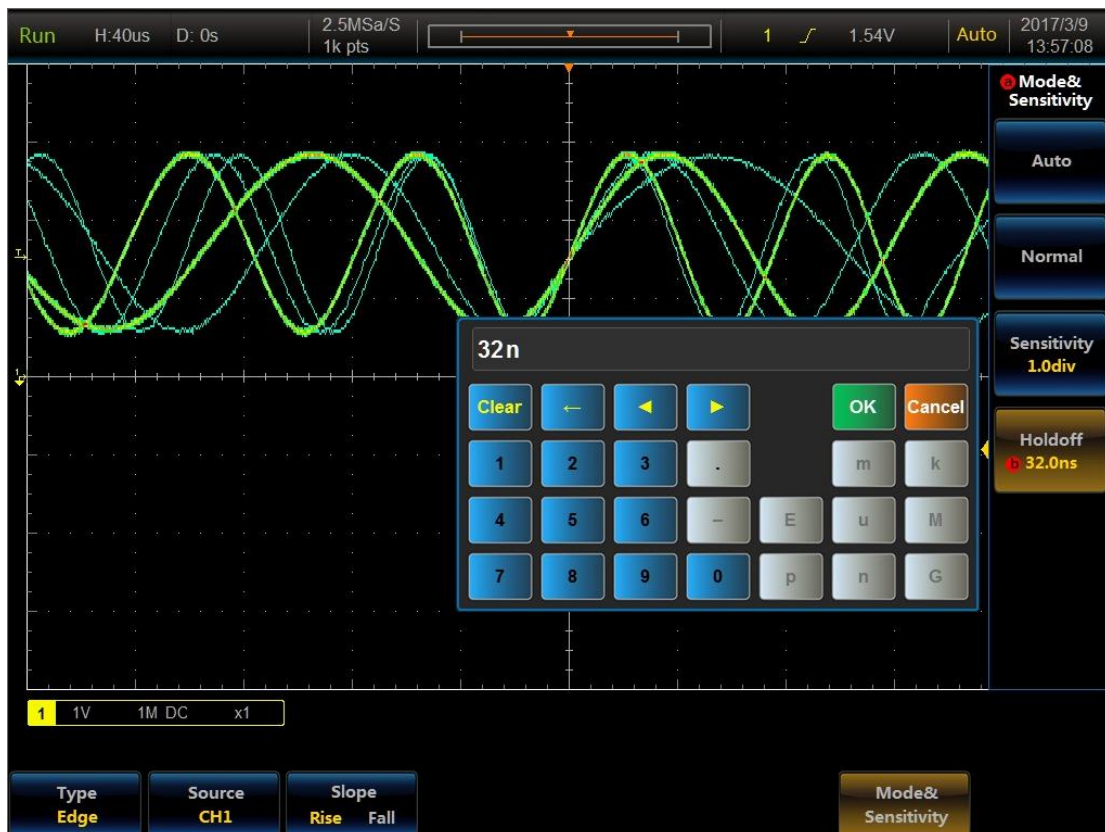 Run H:40us D: 0s 2.5MSa/S 1 1.54V Auto 2017/3/9
1k pts 13:57:08
a Mode&
Sensitivity
Auto
T
Normal
32n
Sensitivity
1.0div
1
Clear ← ◄ ► OK Cancel
Holdoff
b 32.0ns
1 2 3 . m k
4 5 6 – E u M
7 8 9 0 p n G
1 1V 1M DC x1
Type Source Slope Mode&
Edge CH1 Rise Fall Sensitivity